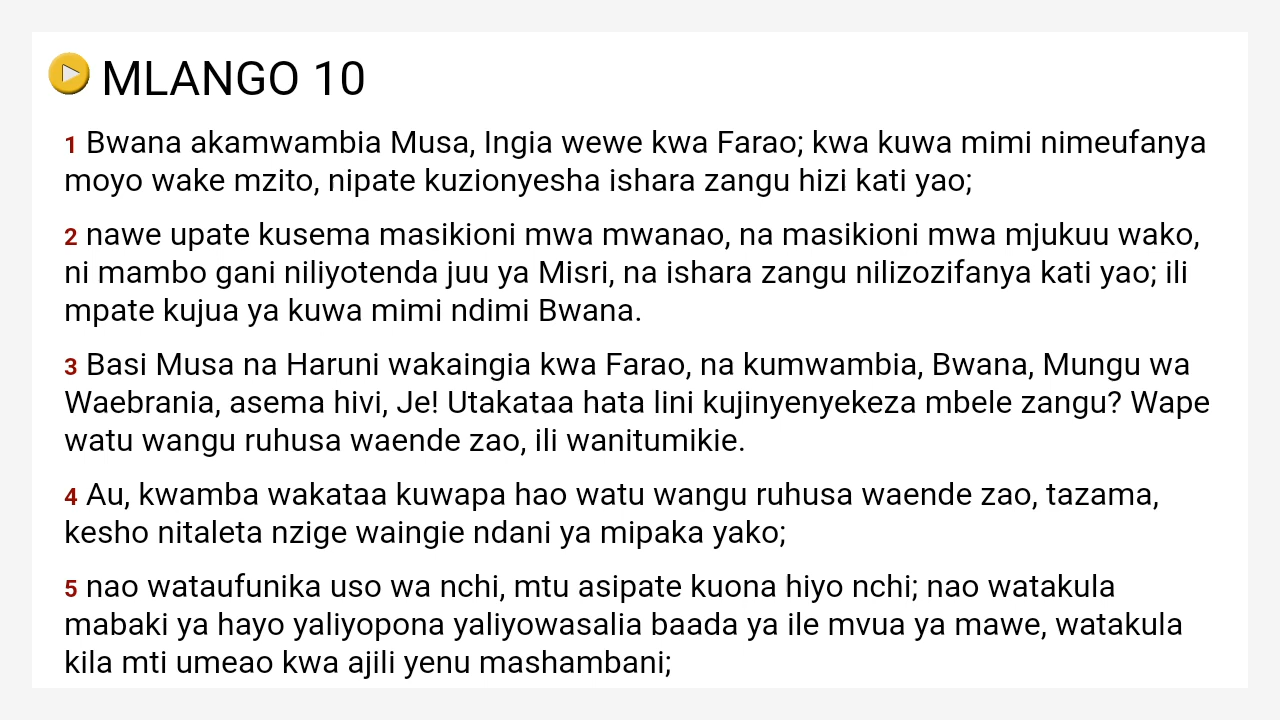 MLANGO 10
1 Bwana akamwambia Musa, Ingia wewe kwa Farao; kwa kuwa mimi nimeufanya
moyo wake mzito, nipate kuzionyesha ishara zangu hizi kati yao;
2 nawe upate kusema masikioni mwa mwanao, na masikioni mwa mjukuu wako,
ni mambo gani niliyotenda juu ya Misri, na ishara zangu nilizozifanya kati yao; ili
mpate kujua ya kuwa mimi ndimi Bwana.
3 Basi Musa na Haruni wakaingia kwa Farao, na kumwambia, Bwana, Mungu wa
Waebrania, asema hivi, Je! Utakataa hata lini kujinyenyekeza mbele zangu? Wape
watu wangu ruhusa waende zao, ili wanitumikie.
4 Au, kwamba wakataa kuwapa hao watu wangu ruhusa waende zao, tazama,
kesho nitaleta nzige waingie ndani ya mipaka yako;
5 nao wataufunika uso wa nchi, mtu asipate kuona hiyo nchi; nao watakula
mabaki ya hayo yaliyopona yaliyowasalia baada ya ile mvua ya mawe, watakula
kila mti umeao kwa ajili yenu mashambani;